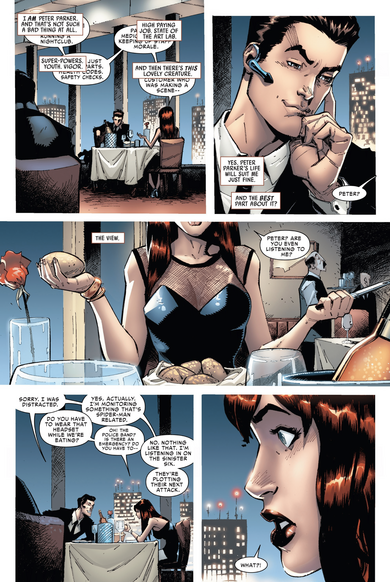 I AM PETER PARKER.
AND THAT'S NOT SUCH
A BAD THING AT ALL.
RUNNING A
NIGHTCLUB.
HIGH PAYING
JOB. STATE OF
THE ART LAB.
KEEPING UP WITH
MORALE.
SUPER-POWERS.
YOUTH. VIGOR.
JUST
HEALTH CODES.
SAFETY CHECKS.
AND THEN THERE'S THIS
LOVELY CREATURE.
CUSTOMER WHO
WAS MAKING A
SCENE--
YES, PETER
PARKER'S LIFE
WILL SUIT ME
JUST FINE.
AND THE BEST
PART ABOUT IT?
PETER?
THE VIEW.
PETER? ARE
YOU EVEN
LISTENING TO
ME?
SORRY, I WAS
DISTRACTED.
DO YOU HAVE
TO WEAR THAT
HEADSET
WHILE WE'RE
EATING?
YES, ACTUALLY,
I'M MONITORING
SOMETHING THAT'S
SPIDER-MAN
RELATED.
OH! THE
POLICE BAND?
IS THERE AN
EMERGENCY? DO
YOU HAVE TO--
NO. NOTHING
LIKE THAT. I'M
LISTENING IN ON
THE SINISTER
SIX.
THEY'RE
PLOTTING
THEIR NEXT
ATTACK.
WHAT?!